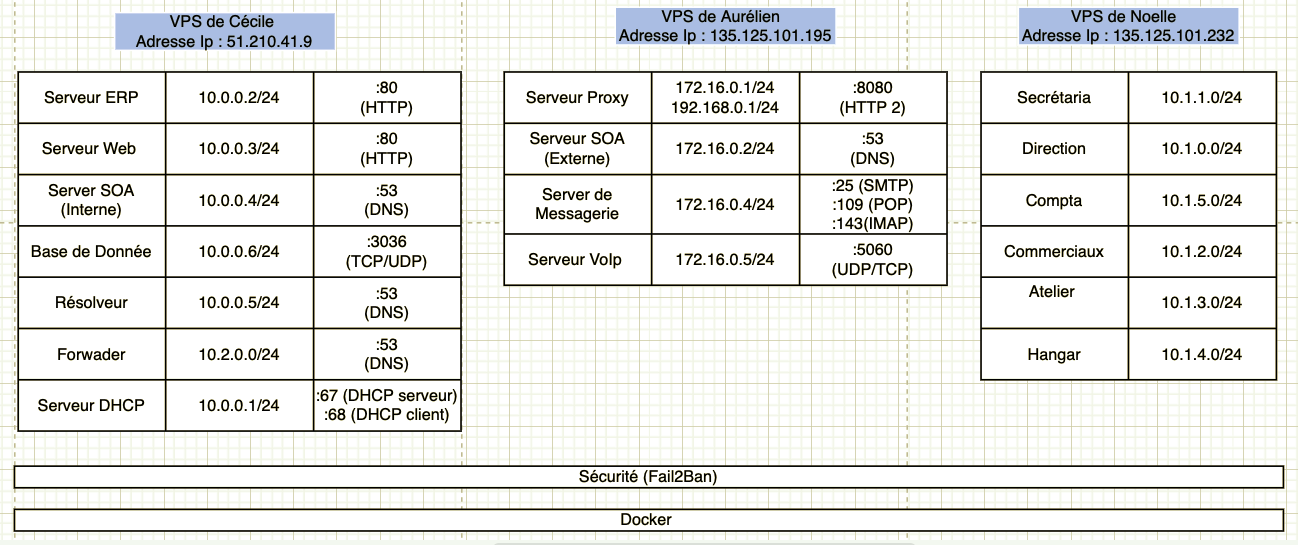 VPS de Cécile
Adresse Ip : 51.210.41.9
Serveur ERP
10.0.0.2/24
:80
(HTTP)
Serveur Web
10.0.0.3/24
:80
(HTTP)
Server SOA
(Interne)
10.0.0.4/24
:53
(DNS)
Base de Donnée
10.0.0.6/24
:3036
(TCP/UDP)
Résolveur
10.0.0.5/24
:53
(DNS)
Forwader
10.2.0.0/24
:53
(DNS)
Serveur DHCP
10.0.0.1/24
:67 (DHCP serveur)
:68 (DHCP client)
VPS de Aurélien
Adresse Ip : 135.125.101.195
Serveur Proxy
172.16.0.1/24
192.168.0.1/24
:8080
(HTTP 2)
Serveur SOA
(Externe)
172.16.0.2/24
:53
(DNS)
Server de
Messagerie
172.16.0.4/24
:25 (SMTP)
:109 (POP)
:143(IMAP)
Serveur VoIp
172.16.0.5/24
:5060
(UDP/TCP)
VPS de Noelle
Adresse Ip : 135.125.101.232
Secrétaria
10.1.1.0/24
Direction
10.1.0.0/24
Compta
10.1.5.0/24
Commerciaux
10.1.2.0/24
Atelier
10.1.3.0/24
Hangar
10.1.4.0/24
Sécurité (Fail2Ban)
Docker